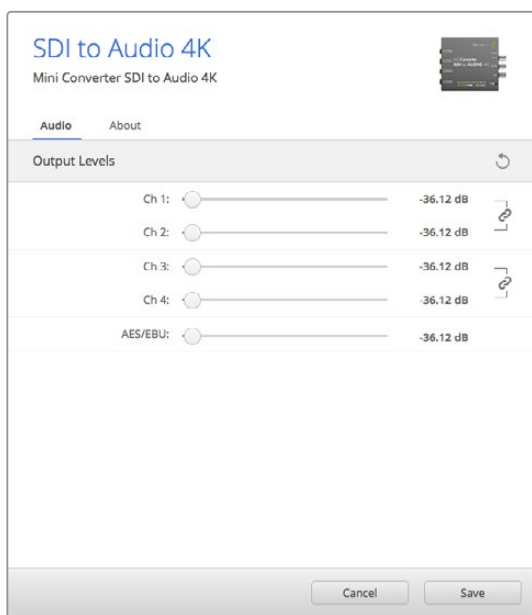 SDI to Audio 4K
Mini Converter SDI to Audio 4K
Audio About
Output Levels
Ch 1: -36.12 dB
Ch 2: -36.12 dB
Ch 3: -36.12 dB
Ch 4: -36.12 dB
AES/EBU: -36.12 dB
Cancel Save